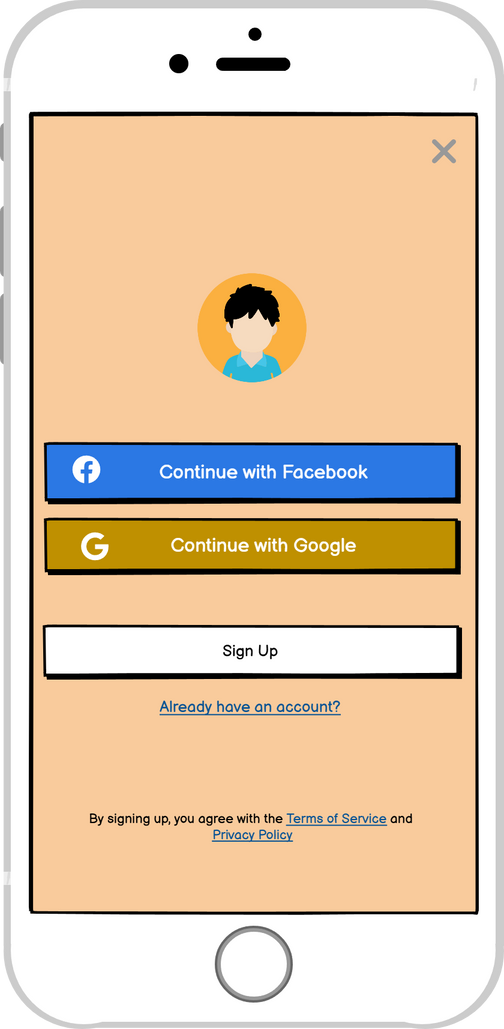 Continue with Facebook
Continue with Google
Sign Up
Already have an account?
By signing up, you agree with the Terms of Service and
Privacy Policy